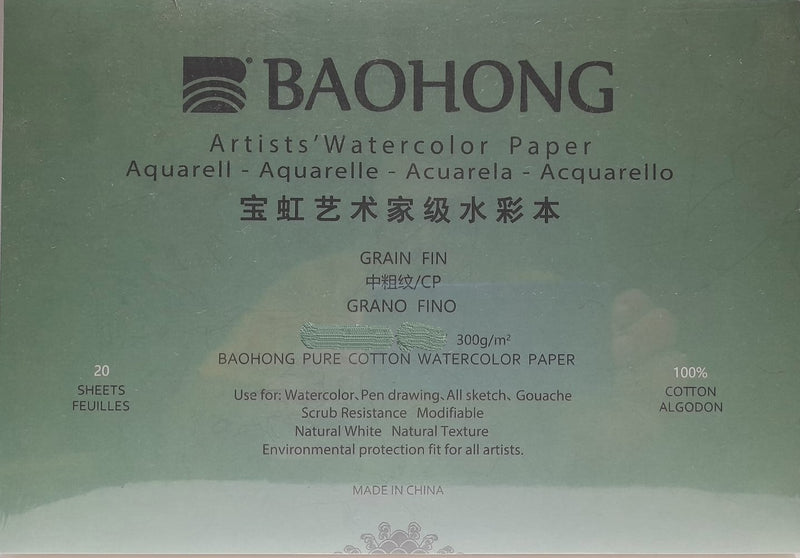 BAOHONG
Artists' Watercolor Paper
Aquarell - Aquarelle - Acuarela - Acquarello
宝虹艺术家级水彩本
GRAIN FIN
中粗纹/CP
GRANO FINO
300g/m²
BAOHONG PURE COTTON WATERCOLOR PAPER
20
SHEETS
FEUILLES
100%
COTTON
ALGODON
Use for: Watercolor、Pen drawing、All sketch、Gouache
Scrub Resistance Modifiable
Natural White Natural Texture
Environmental protection fit for all artists.
MADE IN CHINA